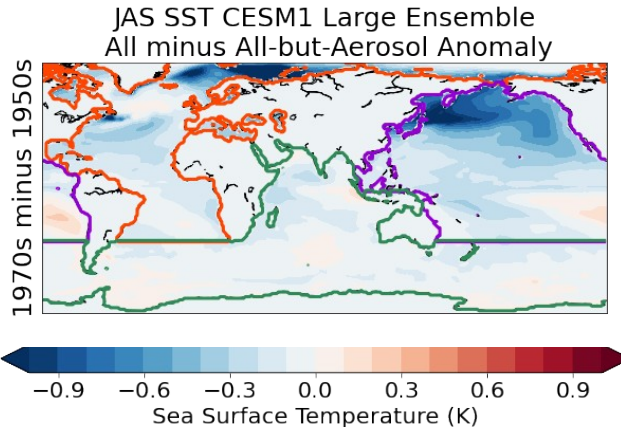 JAS SST CESM1 Large Ensemble
All minus All-but-Aerosol Anomaly
1970s minus 1950s
−0.9 −0.6 −0.3 0.0 0.3 0.6 0.9
Sea Surface Temperature (K)